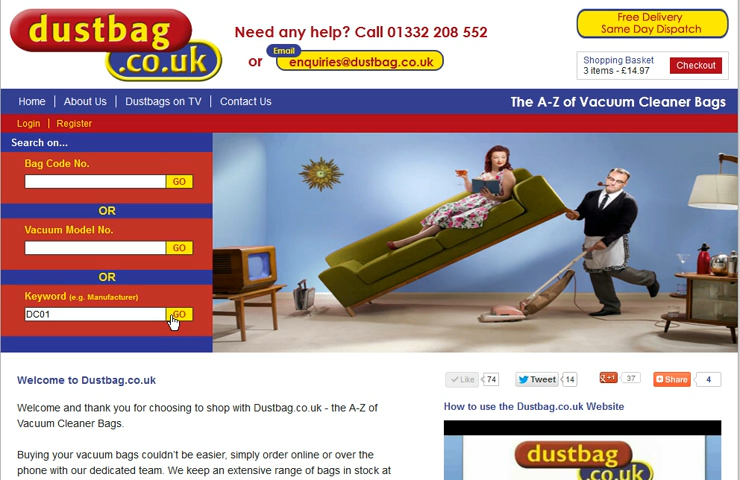 dustbag
.co.uk
Need any help? Call 01332 208 552
or
Email
enquiries@dustbag.co.uk
Free Delivery
Same Day Dispatch
Shopping Basket
3 items - £14.97
Checkout
Home
About Us
Dustbags on TV
Contact Us
The A-Z of Vacuum Cleaner Bags
Login
Register
Search on...
Bag Code No.
GO
OR
Vacuum Model No.
GO
OR
Keyword (e.g. Manufacturer)
DC01
GO
Welcome to Dustbag.co.uk
Like
74
Tweet
14
+1
37
Share
4
Welcome and thank you for choosing to shop with Dustbag.co.uk - the A-Z of
Vacuum Cleaner Bags.
Buying your vacuum bags couldn't be easier, simply order online or over the
phone with our dedicated team. We keep an extensive range of bags in stock at
How to use the Dustbag.co.uk Website
dustbag
.co.uk